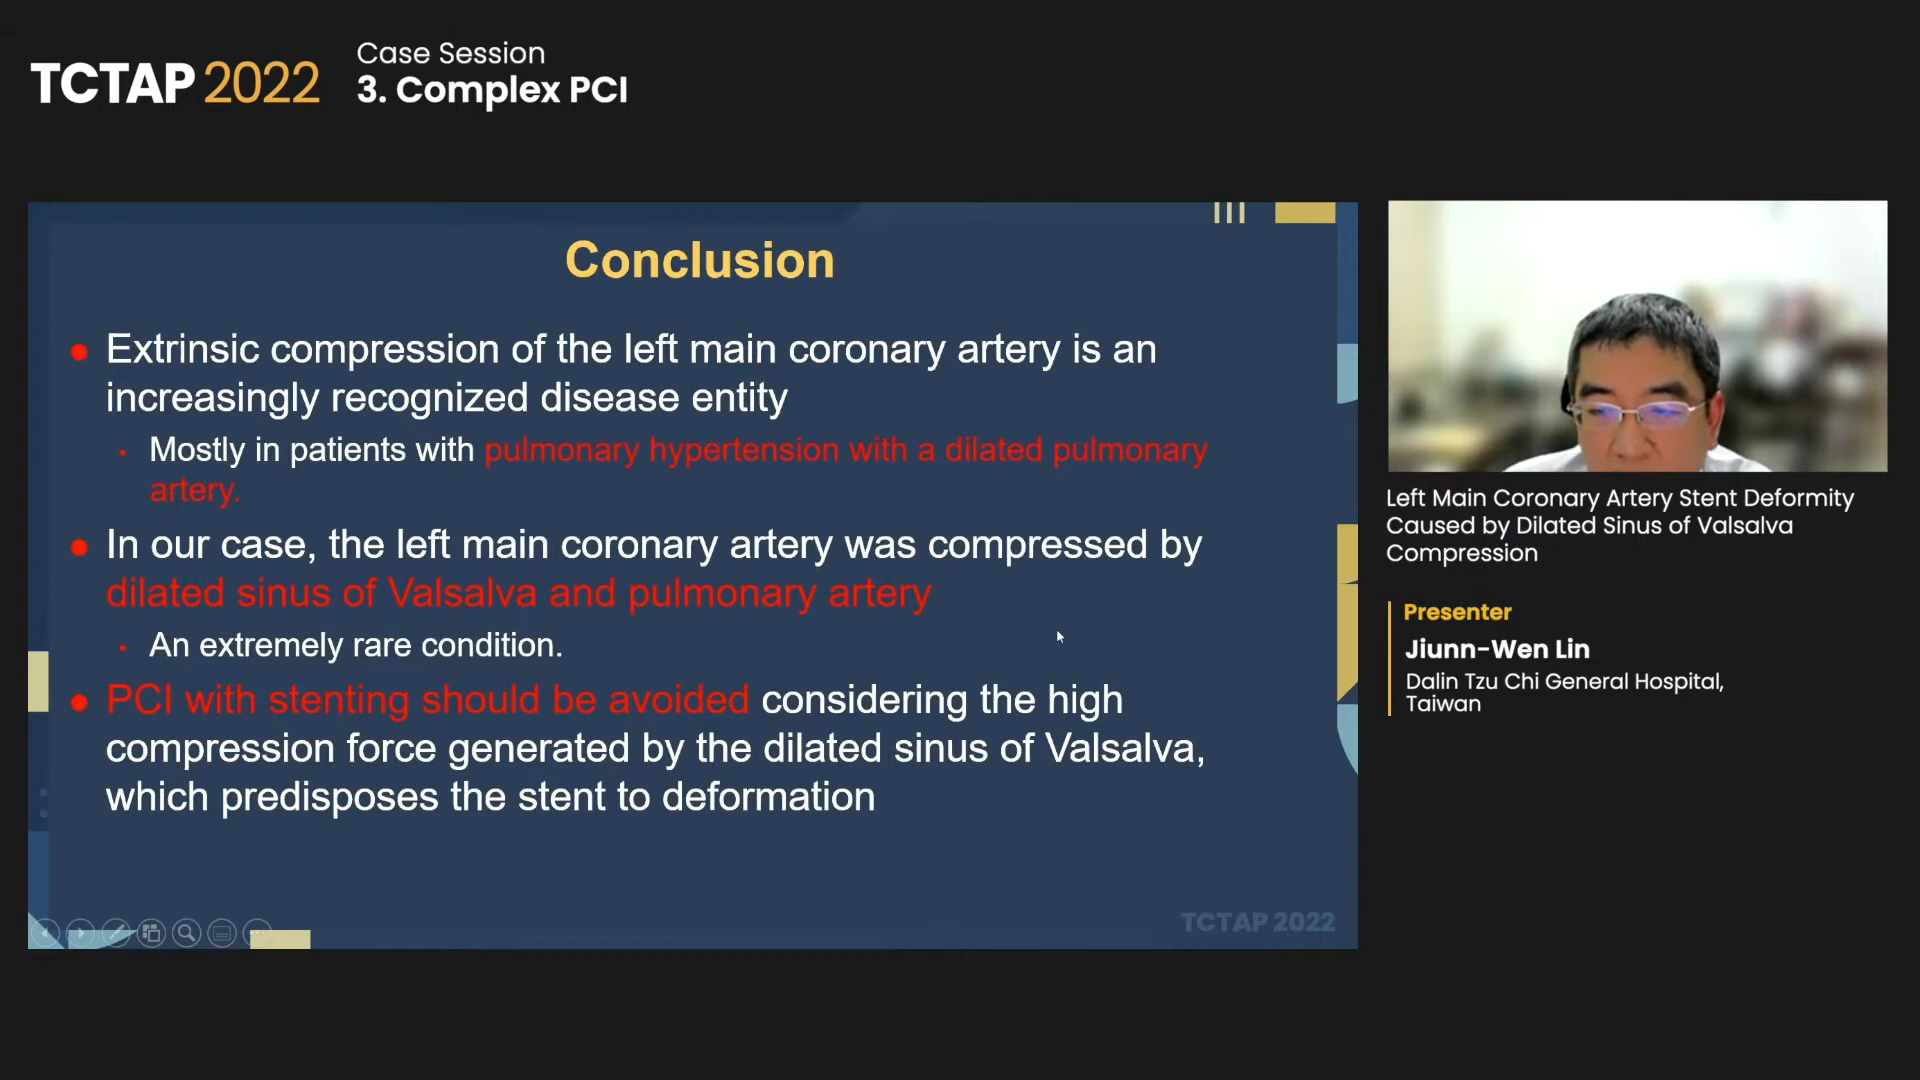 TCTAP 2022
Case Session
3. Complex PCI
Conclusion
Extrinsic compression of the left main coronary artery is an
increasingly recognized disease entity
Mostly in patients with pulmonary hypertension with a dilated pulmonary
artery.
In our case, the left main coronary artery was compressed by
dilated sinus of Valsalva and pulmonary artery
An extremely rare condition.
PCI with stenting should be avoided considering the high
compression force generated by the dilated sinus of Valsalva,
which predisposes the stent to deformation
TCTAP 2022
Left Main Coronary Artery Stent Deformity
Caused by Dilated Sinus of Valsalva
Compression
Presenter
Jiunn-Wen Lin
Dalin Tzu Chi General Hospital,
Taiwan